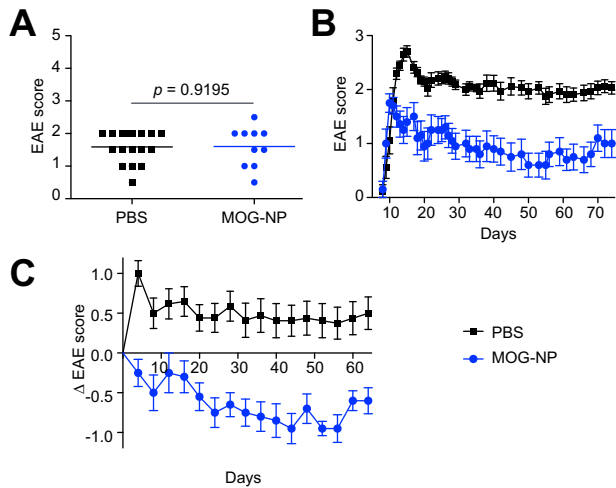 A
EAE score
5
4
3
2
1
0
p = 0.9195
PBS
MOG-NP
B
EAE score
3
2
1
0
10 20 30 40 50 60 70
Days
C
Δ EAE score
1.0
0.5
0.0
-0.5
-1.0
10 20 30 40 50 60
Days
PBS
MOG-NP